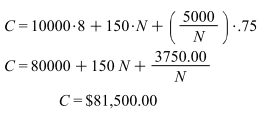 C = 10000·8 + 150·N + (5000/N)·.75
C = 80000 + 150 N + 3750.00/N
C = $81,500.00